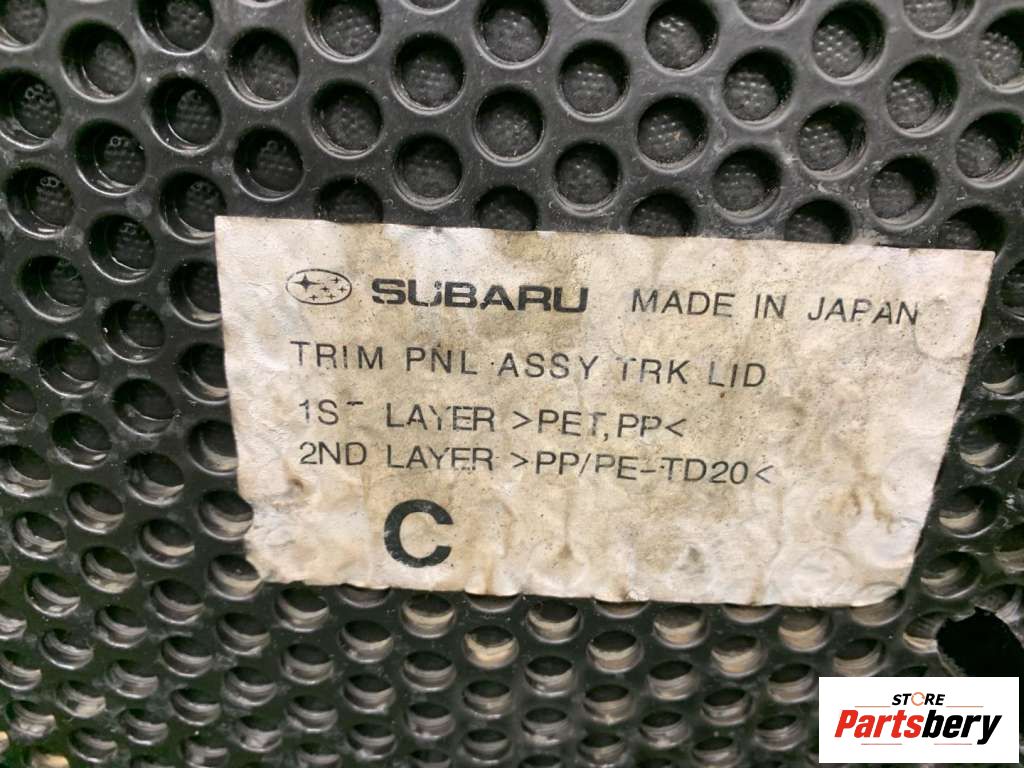 SUBARU MADE IN JAPAN
TRIM PNL ASSY TRK LID
1ST LAYER >PET, PP<
2ND LAYER >PP/PE-TD20<
C
STORE
Partsbery